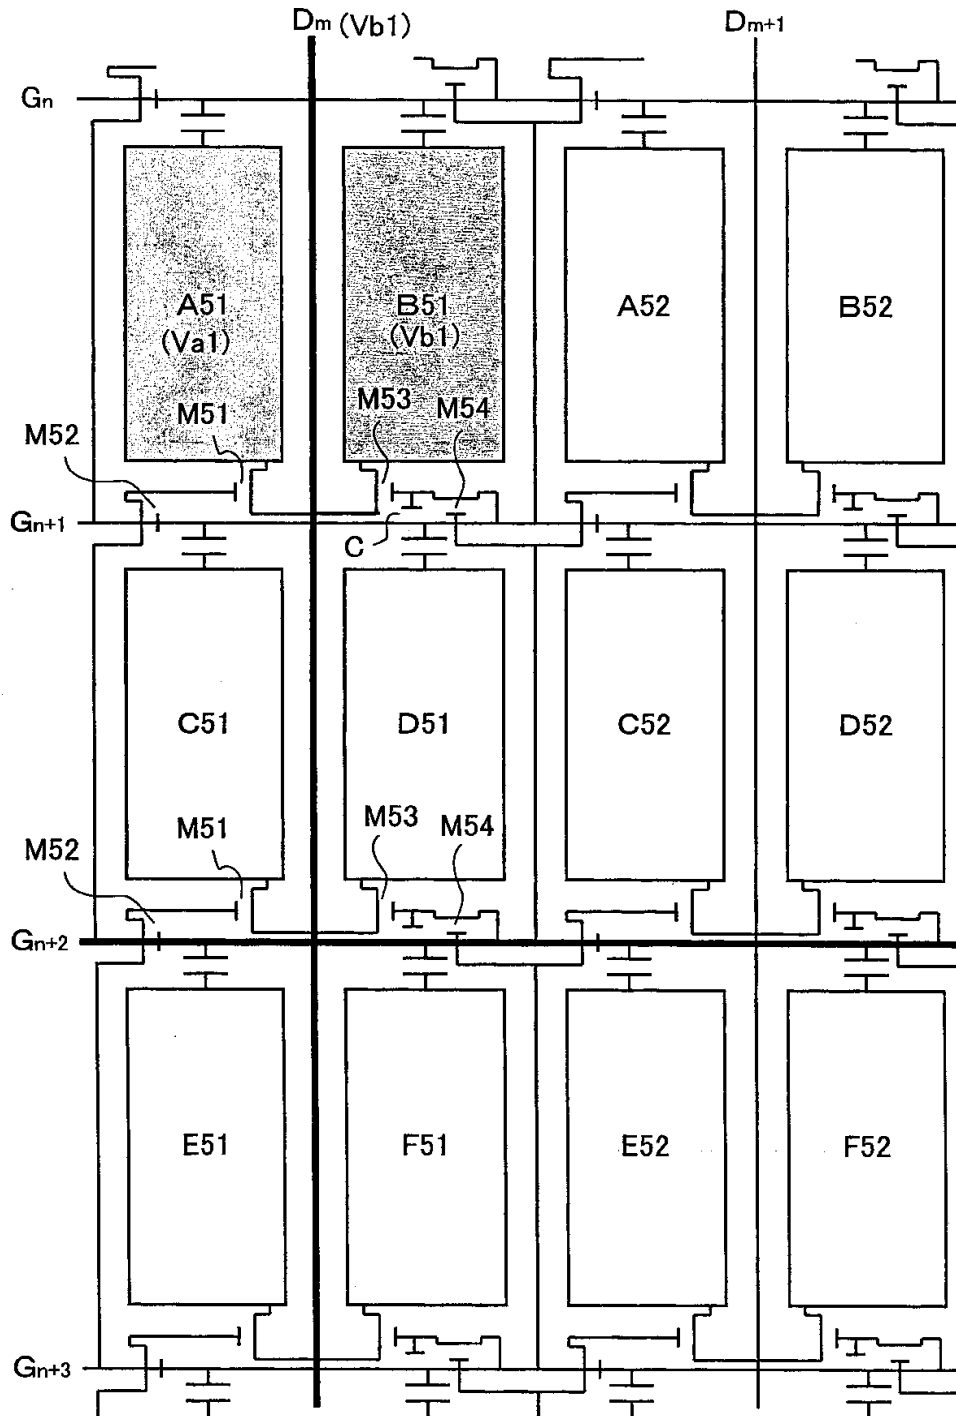 Dm (Vb1) Dm+1
Gn
A51 B51 A52 B52
(Va1) (Vb1)
M51 M53 M54
M52
Gn+1
C
C51 D51 C52 D52
M51 M53 M54
M52
Gn+2
E51 F51 E52 F52
Gn+3